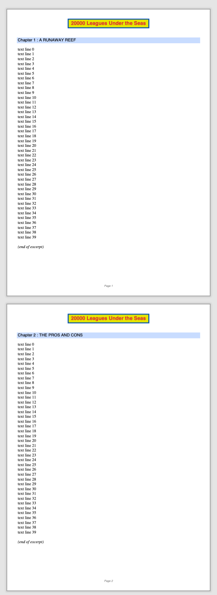 20000 Leagues Under the Seas
Chapter 1 : A RUNAWAY REEF
text line 0
text line 1
text line 2
text line 3
text line 4
text line 5
text line 6
text line 7
text line 8
text line 9
text line 10
text line 11
text line 12
text line 13
text line 14
text line 15
text line 16
text line 17
text line 18
text line 19
text line 20
text line 21
text line 22
text line 23
text line 24
text line 25
text line 26
text line 27
text line 28
text line 29
text line 30
text line 31
text line 32
text line 33
text line 34
text line 35
text line 36
text line 37
text line 38
text line 39
(end of excerpt)
Page 1
20000 Leagues Under the Seas
Chapter 2 : THE PROS AND CONS
text line 0
text line 1
text line 2
text line 3
text line 4
text line 5
text line 6
text line 7
text line 8
text line 9
text line 10
text line 11
text line 12
text line 13
text line 14
text line 15
text line 16
text line 17
text line 18
text line 19
text line 20
text line 21
text line 22
text line 23
text line 24
text line 25
text line 26
text line 27
text line 28
text line 29
text line 30
text line 31
text line 32
text line 33
text line 34
text line 35
text line 36
text line 37
text line 38
text line 39
(end of excerpt)
Page 2